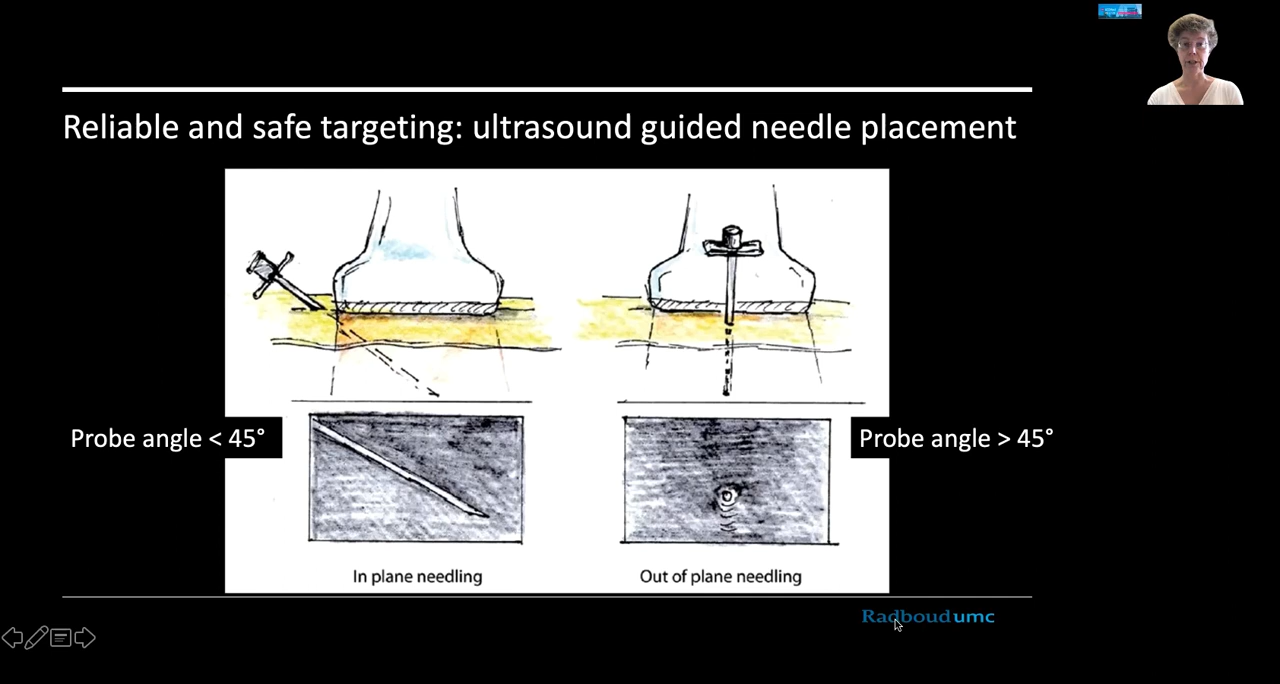 Reliable and safe targeting: ultrasound guided needle placement
Probe angle < 45°
Probe angle > 45°
In plane needling
Out of plane needling
Radboudumc